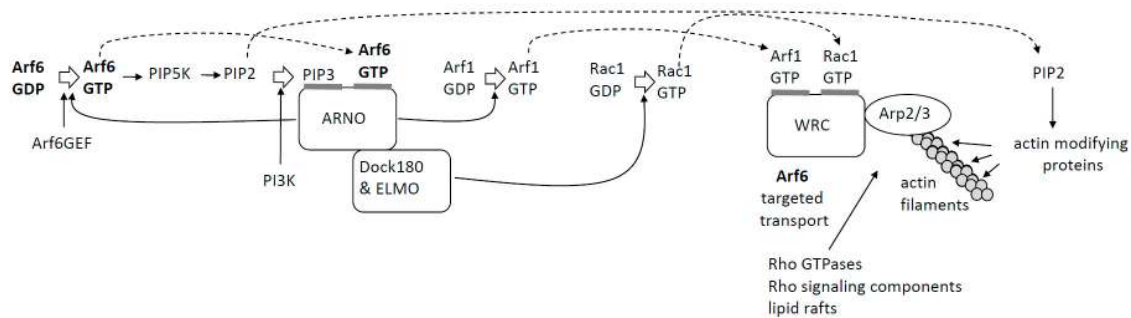 Arf6
GDP
Arf6
GTP
PIP5K
PIP2
PIP3
Arf6
GTP
Arf1
GDP
Arf1
GTP
Rac1
GDP
Rac1
GTP
Arf1
GTP
Rac1
GTP
PIP2
Arf6GEF
ARNO
PI3K
Dock180
& ELMO
WRC
Arp2/3
actin modifying
proteins
Arf6
targeted
transport
actin
filaments
Rho GTPases
Rho signaling components
lipid rafts